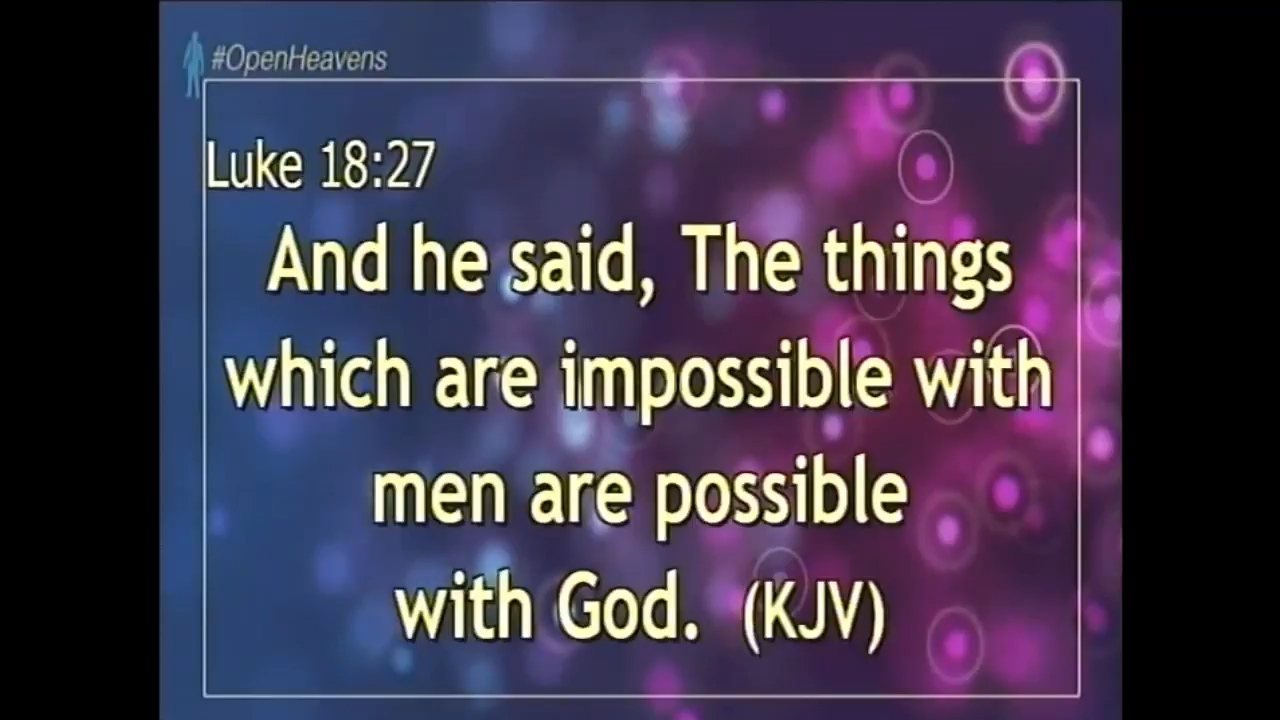 #OpenHeavens
Luke 18:27
And he said, The things
which are impossible with
men are possible
with God. (KJV)